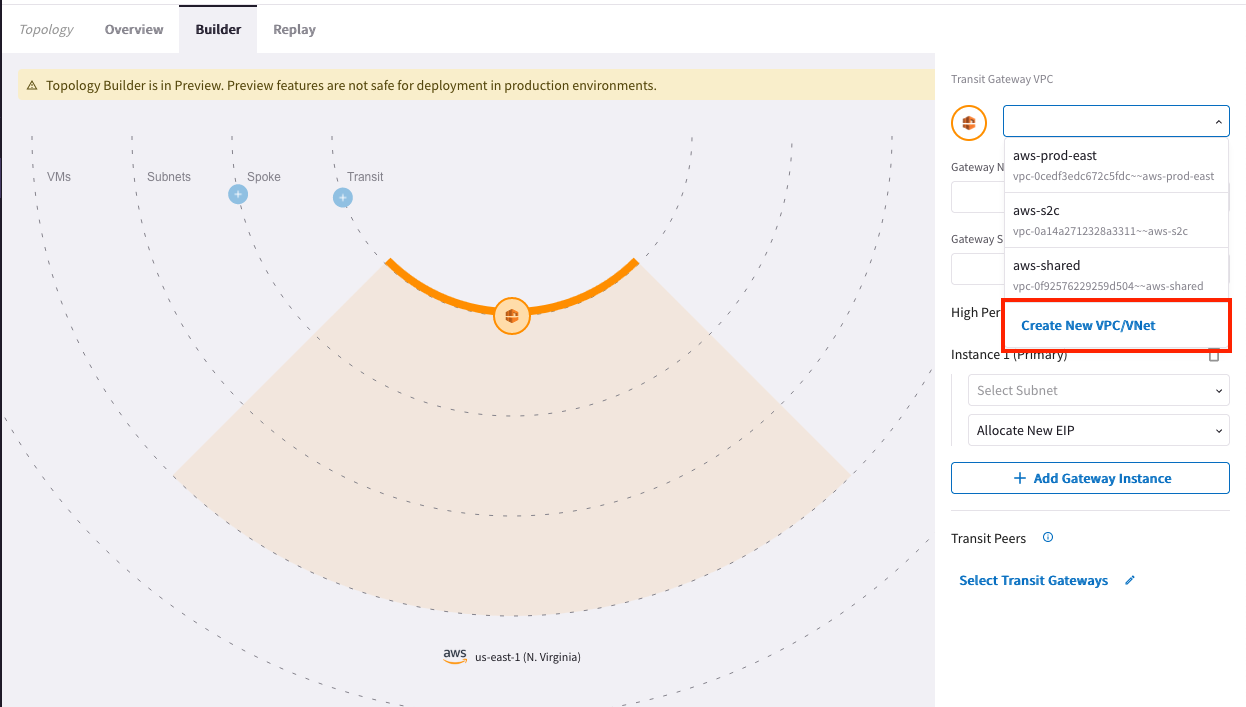 Topology Overview Builder Replay
Topology Builder is in Preview. Preview features are not safe for deployment in production environments.
VMs Subnets Spoke Transit
aws us-east-1 (N. Virginia)
Transit Gateway VPC
aws-prod-east
vpc-0cedf3edc672c5fdc~~aws-prod-east
Gateway N
aws-s2c
vpc-0a14a2712328a3311~~aws-s2c
Gateway S
aws-shared
vpc-0f92576229259d504~~aws-shared
High Per
Create New VPC/VNet
Instance 1 (Primary)
Select Subnet
Allocate New EIP
+ Add Gateway Instance
Transit Peers
Select Transit Gateways